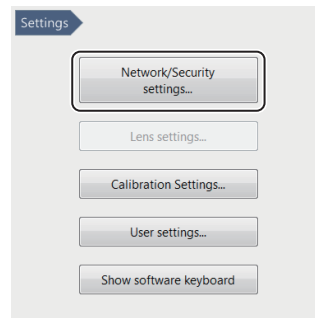 Settings
Network/Security
settings...
Lens settings...
Calibration Settings...
User settings...
Show software keyboard